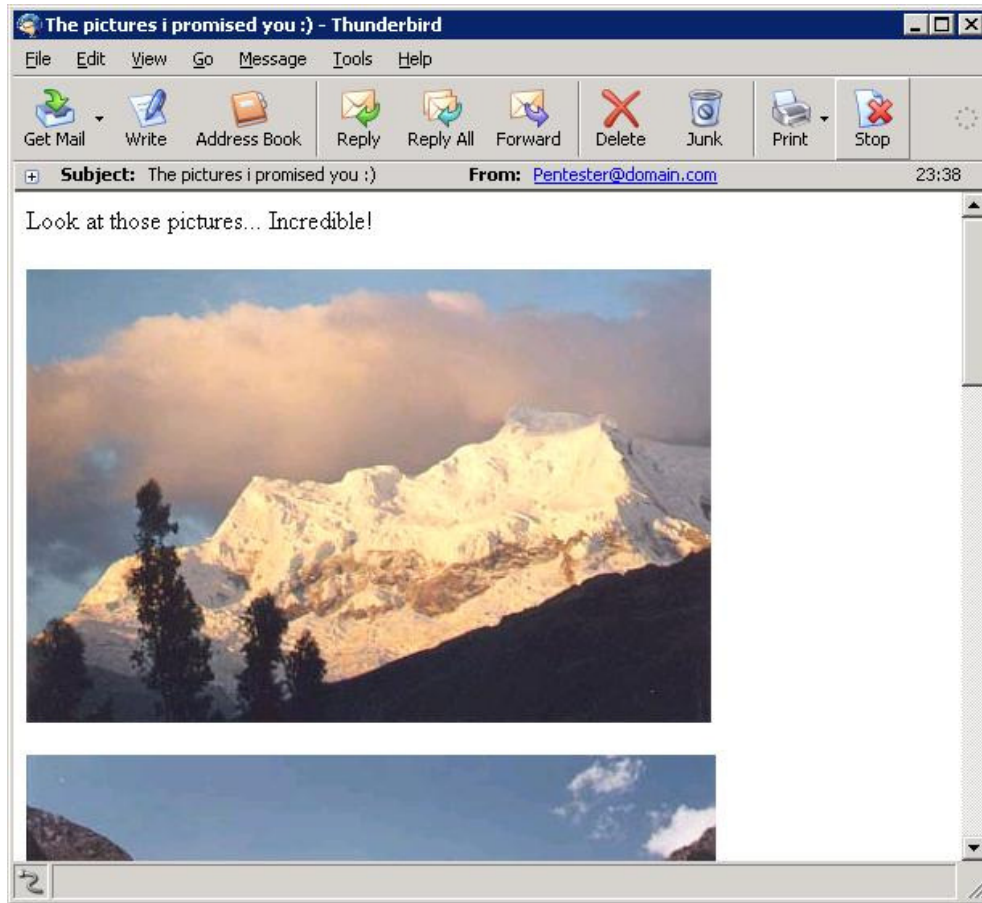 The pictures i promised you :) - Thunderbird
File Edit View Go Message Tools Help
Get Mail Write Address Book Reply Reply All Forward Delete Junk Print Stop
Subject: The pictures i promised you :) From: Pentester@domain.com 23:38
Look at those pictures... Incredible!